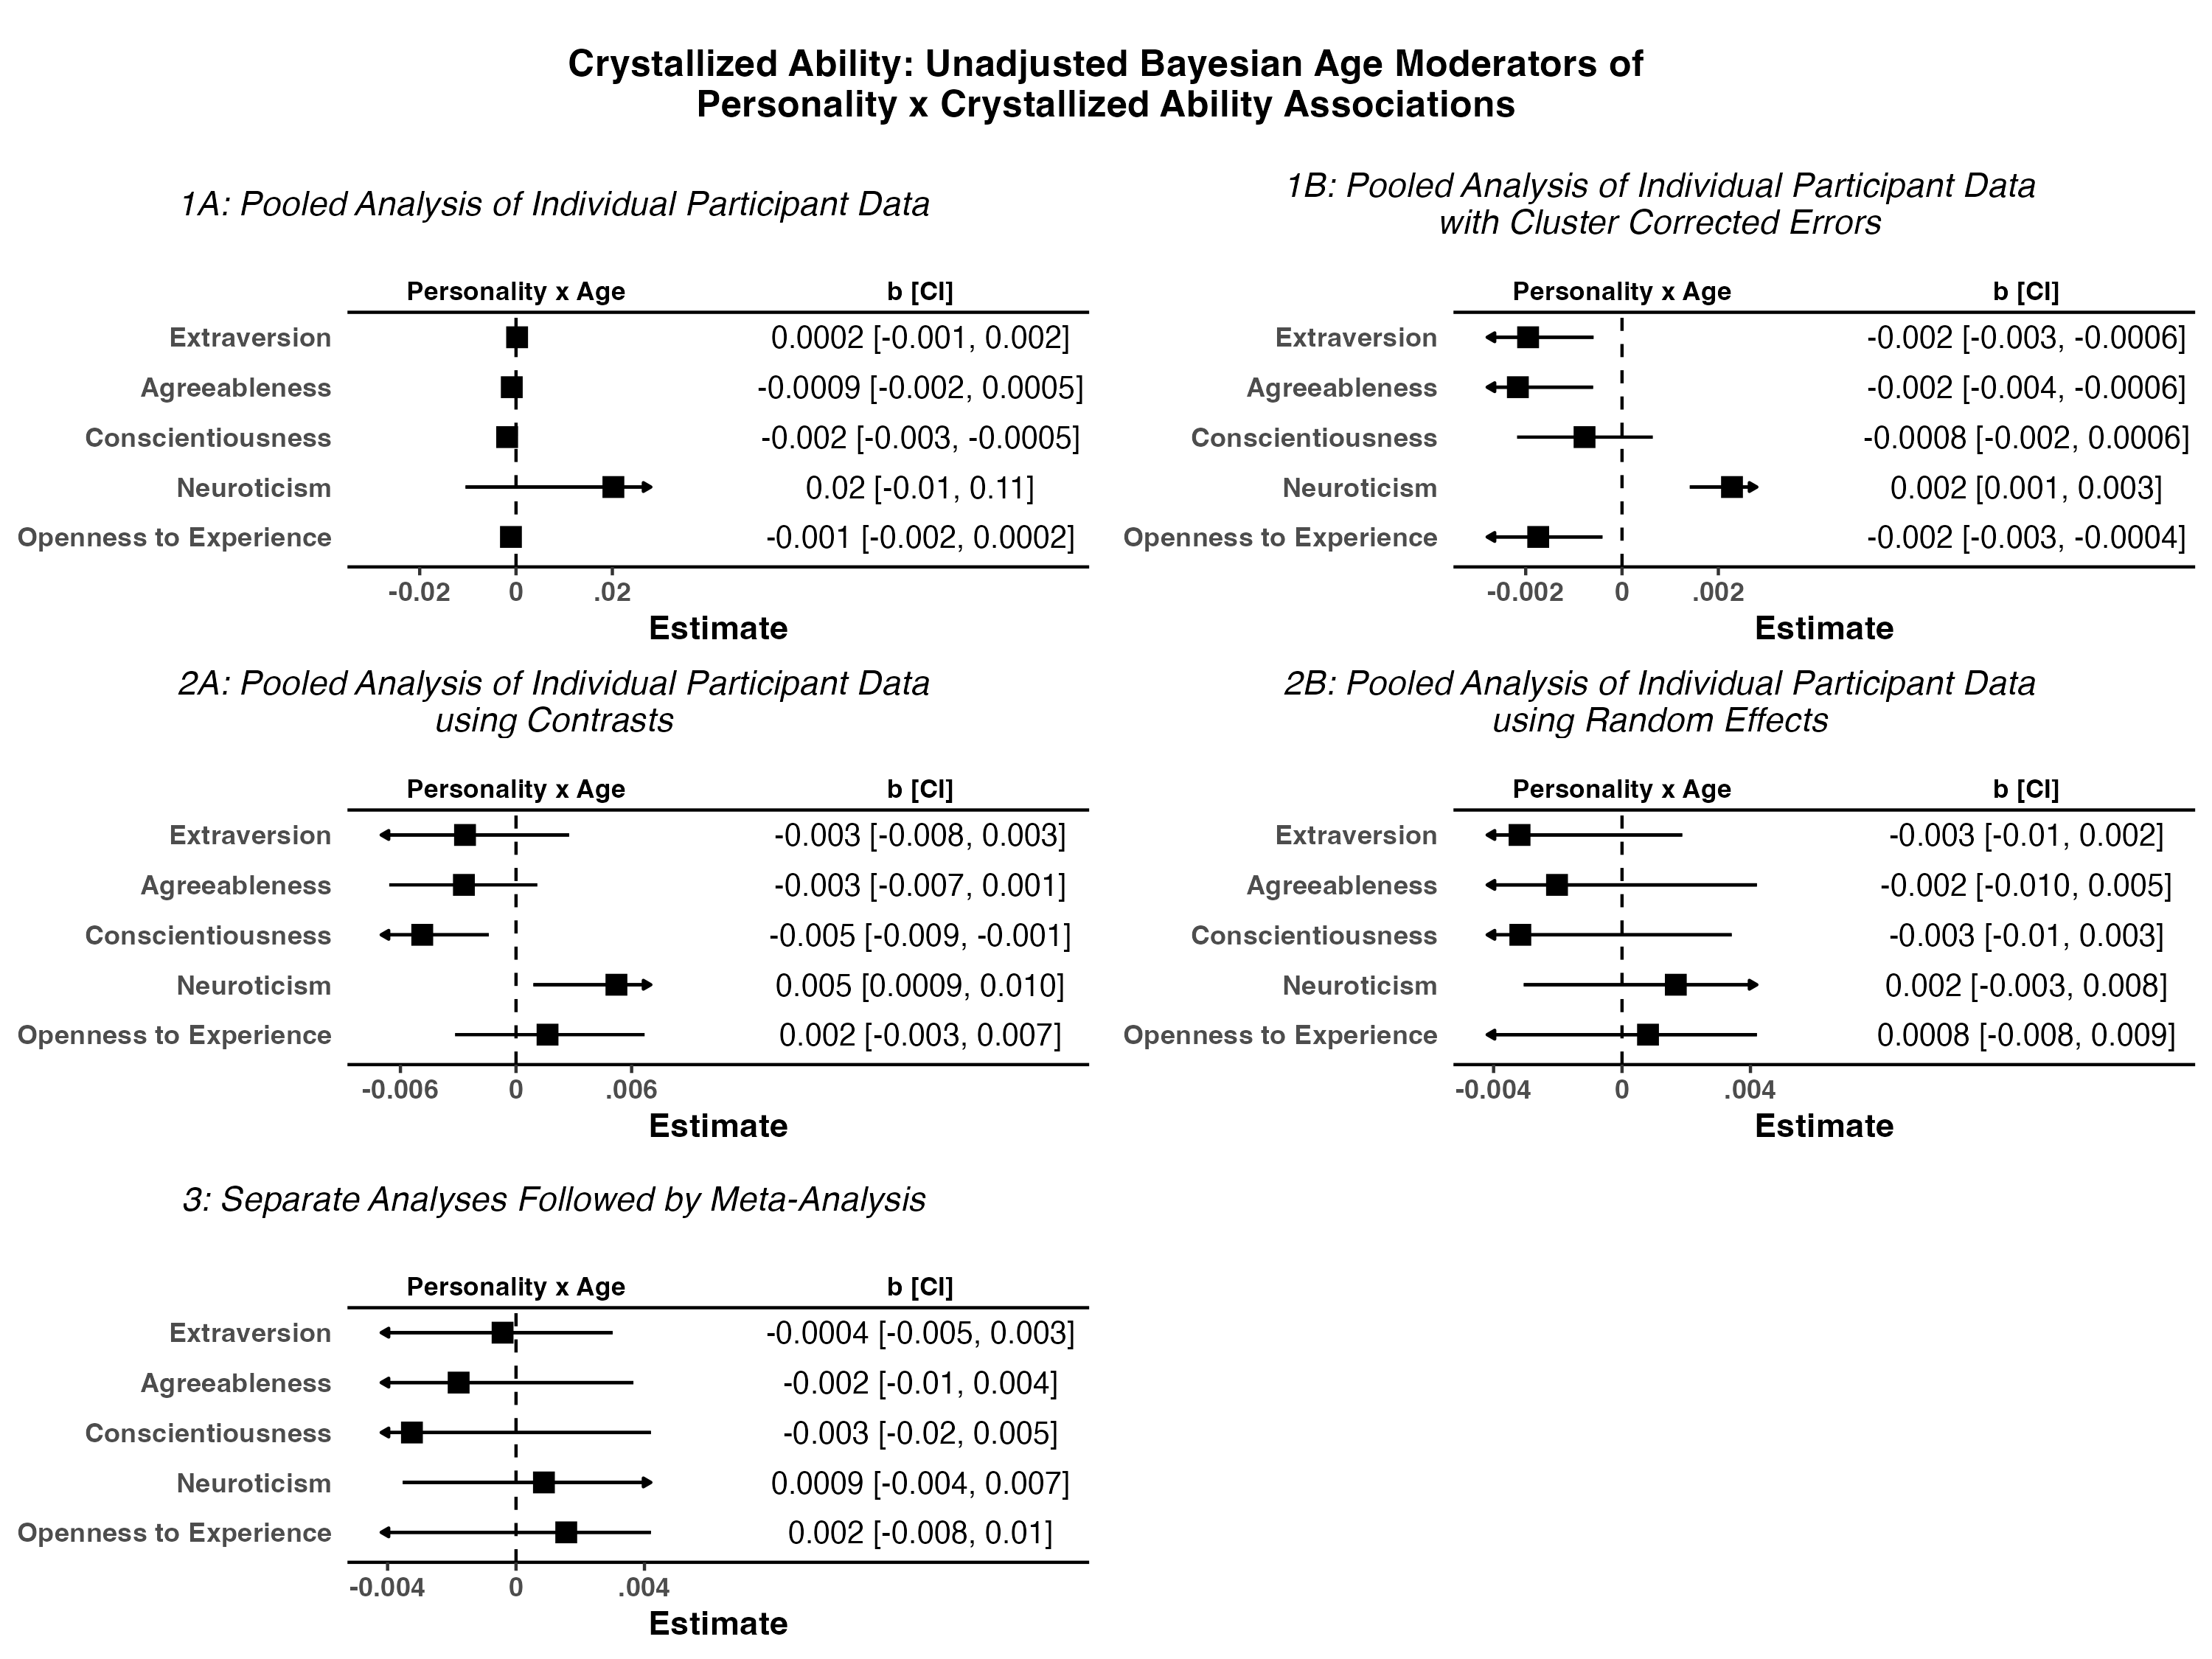 Crystallized Ability: Unadjusted Bayesian Age Moderators of
Personality x Crystallized Ability Associations
1A: Pooled Analysis of Individual Participant Data
Personality x Age b [CI]
Extraversion 0.0002 [-0.001, 0.002]
Agreeableness -0.0009 [-0.002, 0.0005]
Conscientiousness -0.002 [-0.003, -0.0005]
Neuroticism 0.02 [-0.01, 0.11]
Openness to Experience -0.001 [-0.002, 0.0002]
-0.02 0 .02
Estimate
1B: Pooled Analysis of Individual Participant Data
with Cluster Corrected Errors
Personality x Age b [CI]
Extraversion -0.002 [-0.003, -0.0006]
Agreeableness -0.002 [-0.004, -0.0006]
Conscientiousness -0.0008 [-0.002, 0.0006]
Neuroticism 0.002 [0.001, 0.003]
Openness to Experience -0.002 [-0.003, -0.0004]
-0.002 0 .002
Estimate
2A: Pooled Analysis of Individual Participant Data
using Contrasts
Personality x Age b [CI]
Extraversion -0.003 [-0.008, 0.003]
Agreeableness -0.003 [-0.007, 0.001]
Conscientiousness -0.005 [-0.009, -0.001]
Neuroticism 0.005 [0.0009, 0.010]
Openness to Experience 0.002 [-0.003, 0.007]
-0.006 0 .006
Estimate
2B: Pooled Analysis of Individual Participant Data
using Random Effects
Personality x Age b [CI]
Extraversion -0.003 [-0.01, 0.002]
Agreeableness -0.002 [-0.010, 0.005]
Conscientiousness -0.003 [-0.01, 0.003]
Neuroticism 0.002 [-0.003, 0.008]
Openness to Experience 0.0008 [-0.008, 0.009]
-0.004 0 .004
Estimate
3: Separate Analyses Followed by Meta-Analysis
Personality x Age b [CI]
Extraversion -0.0004 [-0.005, 0.003]
Agreeableness -0.002 [-0.01, 0.004]
Conscientiousness -0.003 [-0.02, 0.005]
Neuroticism 0.0009 [-0.004, 0.007]
Openness to Experience 0.002 [-0.008, 0.01]
-0.004 0 .004
Estimate